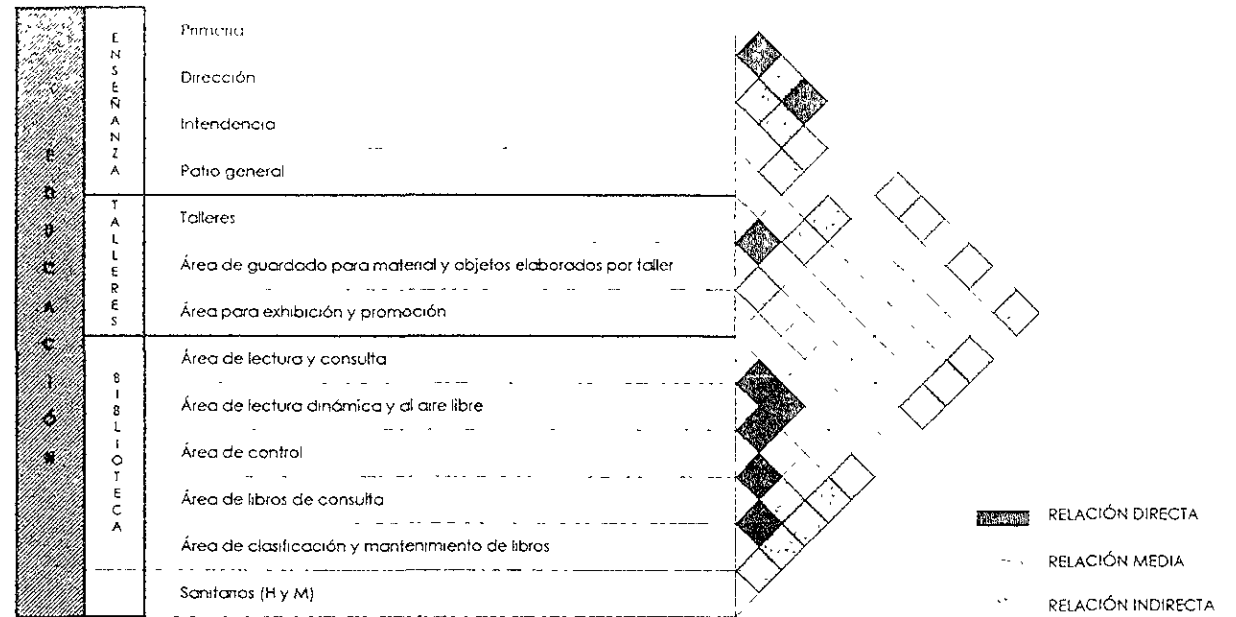 EDUCACIÓN
ENSEÑANZA
Primaria
Dirección
Intendencia
Patio general
TALLERES
Talleres
Área de guardado para material y objetos elaborados por taller
Área para exhibición y promoción
BIBLIOTECA
Área de lectura y consulta
Área de lectura dinámica y al aire libre
Área de control
Área de libros de consulta
Área de clasificación y mantenimiento de libros
Sanitarios (H y M)
RELACIÓN DIRECTA
RELACIÓN MEDIA
RELACIÓN INDIRECTA